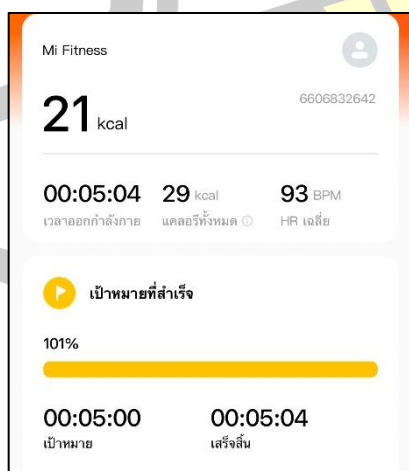 Mi Fitness
6606832642
21 kcal
00:05:04 29 kcal 93 BPM
เวลาออกกำลังกาย แคลอรีทั้งหมด HR เฉลี่ย
เป้าหมายที่สำเร็จ
101%
00:05:00 00:05:04
เป้าหมาย เสร็จสิ้น